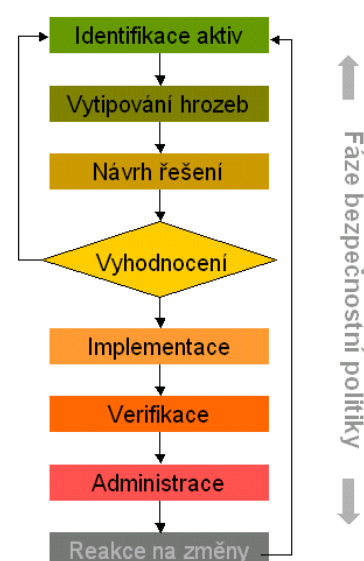 Identifikace aktiv
Vytipování hrozeb
Návrh řešení
Vyhodnocení
Implementace
Verifikace
Administrace
Reakce na změny
Fáze bezpečnostní politiky